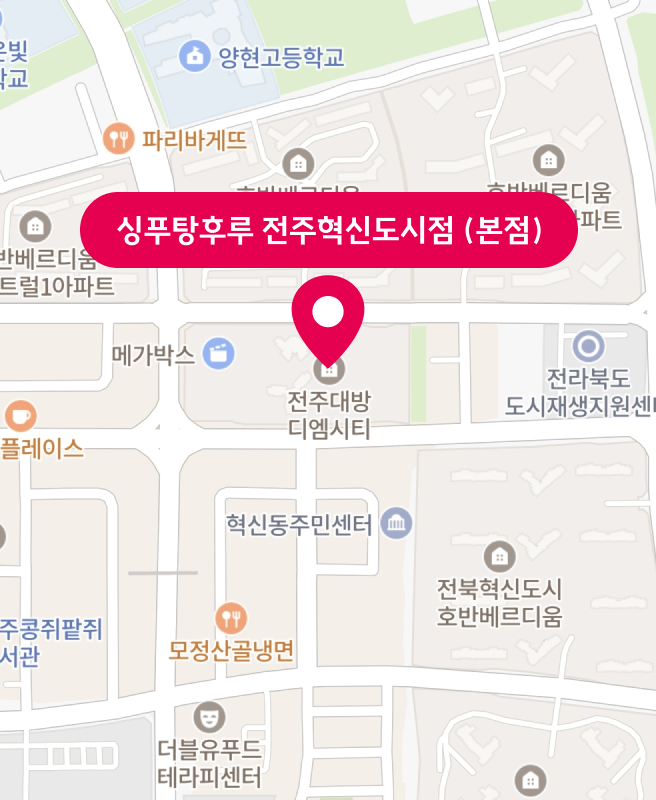 은빛
학교
양현고등학교
파리바게뜨
호반베르디움
호반베르디움
아파트
싱푸탕후루 전주혁신도시점 (본점)
반베르디움
트럴1아파트
메가박스
전주대방
디엠시티
전라북도
도시재생지원센터
플레이스
혁신동주민센터
전북혁신도시
호반베르디움
주콩쥐팥쥐
서관
모정산골냉면
더블유푸드
테라피센터